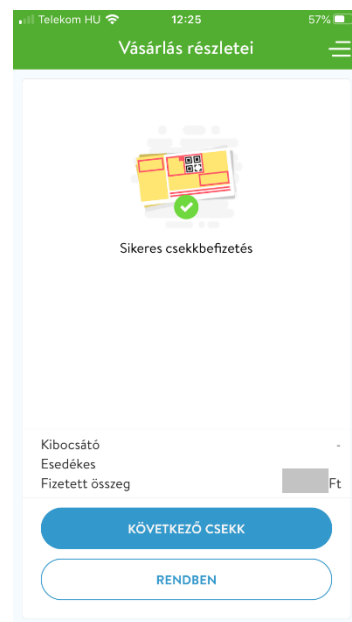 Telekom HU 12:25 57%
Vásárlás részletei
Sikeres csekkbefizetés
Kibocsátó -
Esedékes
Fizetett összeg Ft
KÖVETKEZŐ CSEKK
RENDBEN